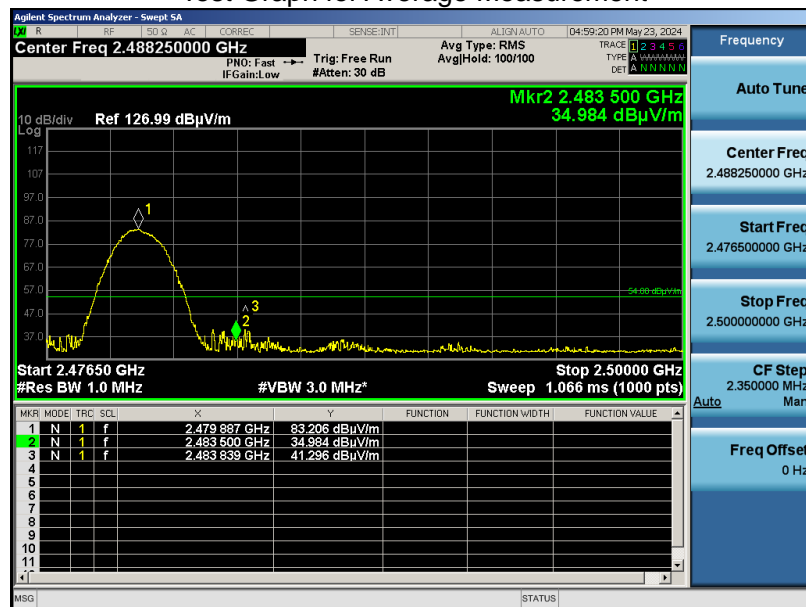 Test Graph for Average Measurement
Agilent Spectrum Analyzer - Swept SA
LXI R RF 50 Ω AC CORREC SENSE:INT ALIGN AUTO 04:59:20 PM May 23, 2024
Center Freq 2.488250000 GHz
PNO: Fast
IFGain:Low
Trig: Free Run
#Atten: 30 dB
Avg Type: RMS
Avg|Hold: 100/100
TRACE 1 2 3 4 5 6
TYPE A
DET A N N N N N
Mkr2 2.483 500 GHz
34.984 dBµV/m
10 dB/div Ref 126.99 dBµV/m
Log
117
107
97.0
87.0
77.0
67.0
57.0
47.0
37.0
1
2
3
54.00 dBµV/m
Start 2.47650 GHz Stop 2.50000 GHz
#Res BW 1.0 MHz #VBW 3.0 MHz* Sweep 1.066 ms (1000 pts)
MKR MODE TRC SCL X Y FUNCTION FUNCTION WIDTH FUNCTION VALUE
1 N 1 f 2.479 887 GHz 83.206 dBµV/m
2 N 1 f 2.483 500 GHz 34.984 dBµV/m
3 N 1 f 2.483 839 GHz 41.296 dBµV/m
4
5
6
7
8
9
10
11
MSG STATUS
Frequency
Auto Tune
Center Freq
2.488250000 GHz
Start Freq
2.476500000 GHz
Stop Freq
2.500000000 GHz
CF Step
2.350000 MHz
Auto Man
Freq Offset
0 Hz